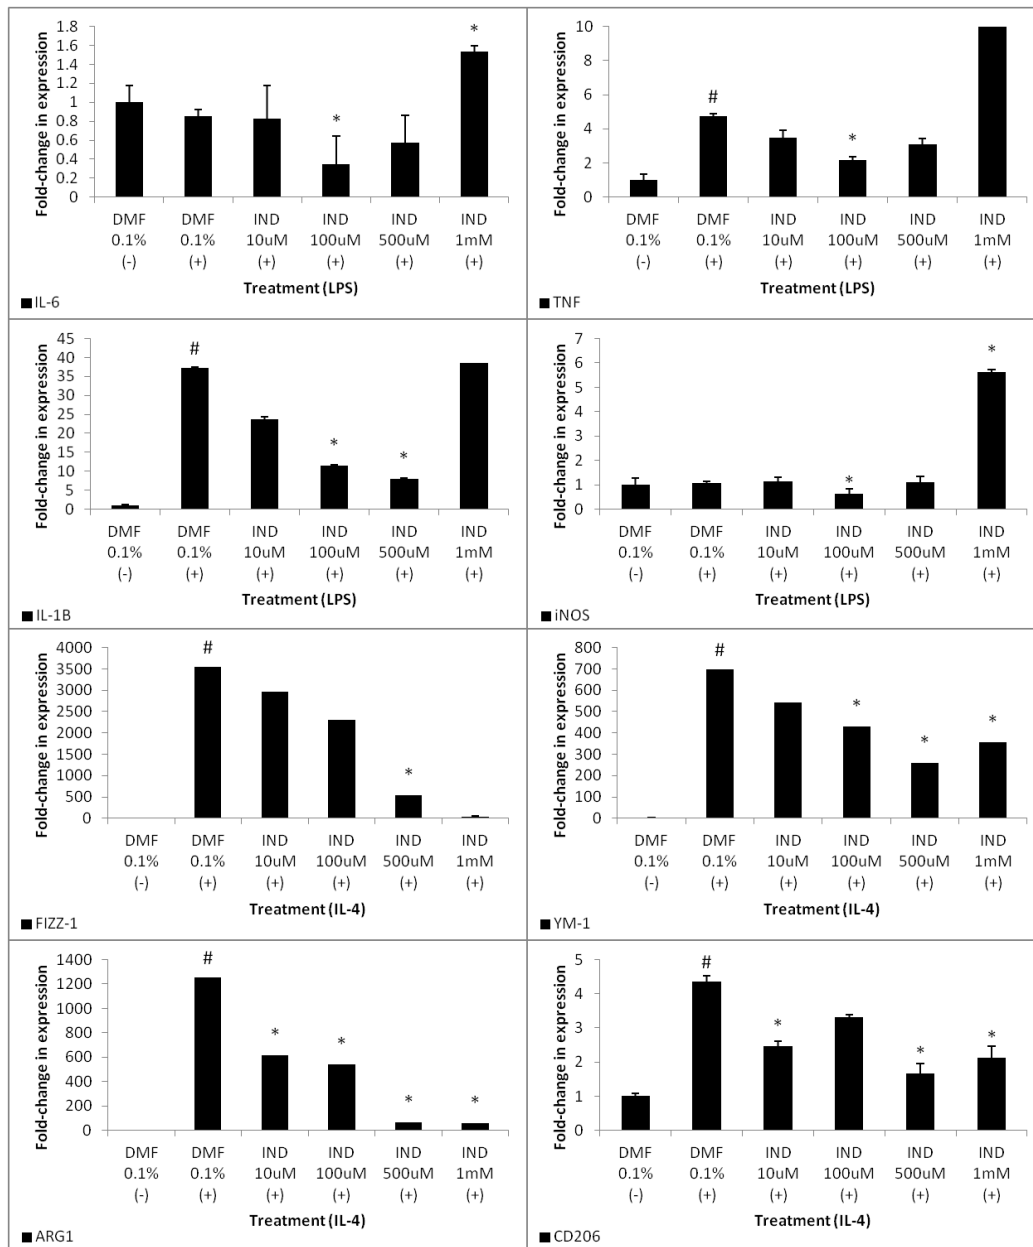 Fold-change in expression
1.8
1.6
1.4
1.2
1
0.8
0.6
0.4
0.2
0
*
*
DMF DMF IND IND IND IND
0.1% 0.1% 10uM 100uM 500uM 1mM
(-) (+) (+) (+) (+) (+)
Treatment (LPS)
IL-6
Fold-change in expression
10
8
6
4
2
0
#
*
DMF DMF IND IND IND IND
0.1% 0.1% 10uM 100uM 500uM 1mM
(-) (+) (+) (+) (+) (+)
Treatment (LPS)
TNF
Fold-change in expression
45
40
35
30
25
20
15
10
5
0
#
*
*
DMF DMF IND IND IND IND
0.1% 0.1% 10uM 100uM 500uM 1mM
(-) (+) (+) (+) (+) (+)
Treatment (LPS)
IL-1B
Fold-change in expression
7
6
5
4
3
2
1
0
*
*
DMF DMF IND IND IND IND
0.1% 0.1% 10uM 100uM 500uM 1mM
(-) (+) (+) (+) (+) (+)
Treatment (LPS)
iNOS
Fold-change in expression
4000
3500
3000
2500
2000
1500
1000
500
0
#
*
DMF DMF IND IND IND IND
0.1% 0.1% 10uM 100uM 500uM 1mM
(-) (+) (+) (+) (+) (+)
Treatment (IL-4)
FIZZ-1
Fold-change in expression
800
700
600
500
400
300
200
100
0
#
*
*
*
DMF DMF IND IND IND IND
0.1% 0.1% 10uM 100uM 500uM 1mM
(-) (+) (+) (+) (+) (+)
Treatment (IL-4)
YM-1
Fold-change in expression
1400
1200
1000
800
600
400
200
0
#
* *
* *
DMF DMF IND IND IND IND
0.1% 0.1% 10uM 100uM 500uM 1mM
(-) (+) (+) (+) (+) (+)
Treatment (IL-4)
ARG1
Fold-change in expression
5
4
3
2
1
0
#
*
*
*
DMF DMF IND IND IND IND
0.1% 0.1% 10uM 100uM 500uM 1mM
(-) (+) (+) (+) (+) (+)
Treatment (IL-4)
CD206